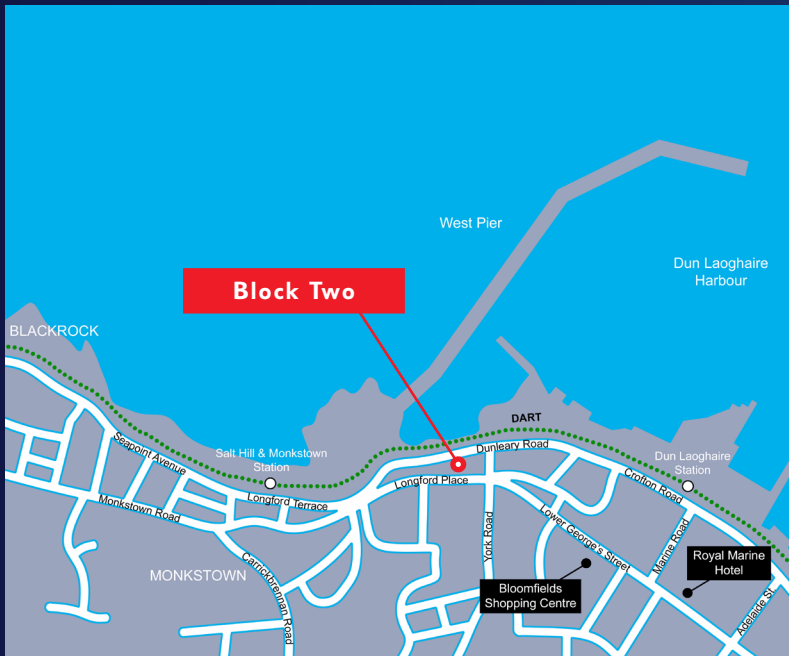 West Pier
Dun Laoghaire
Harbour
Block Two
BLACKROCK
DART
Dunleary Road
Seapoint Avenue
Salt Hill & Monkstown
Station
Dun Laoghaire
Station
Longford Place
Crofton Road
Longford Terrace
Monkstown Road
York Road
Lower George's Street
Marine Road
Royal Marine
Hotel
MONKSTOWN
Carrickbrennan Road
Bloomfields
Shopping Centre
Adelaide St.